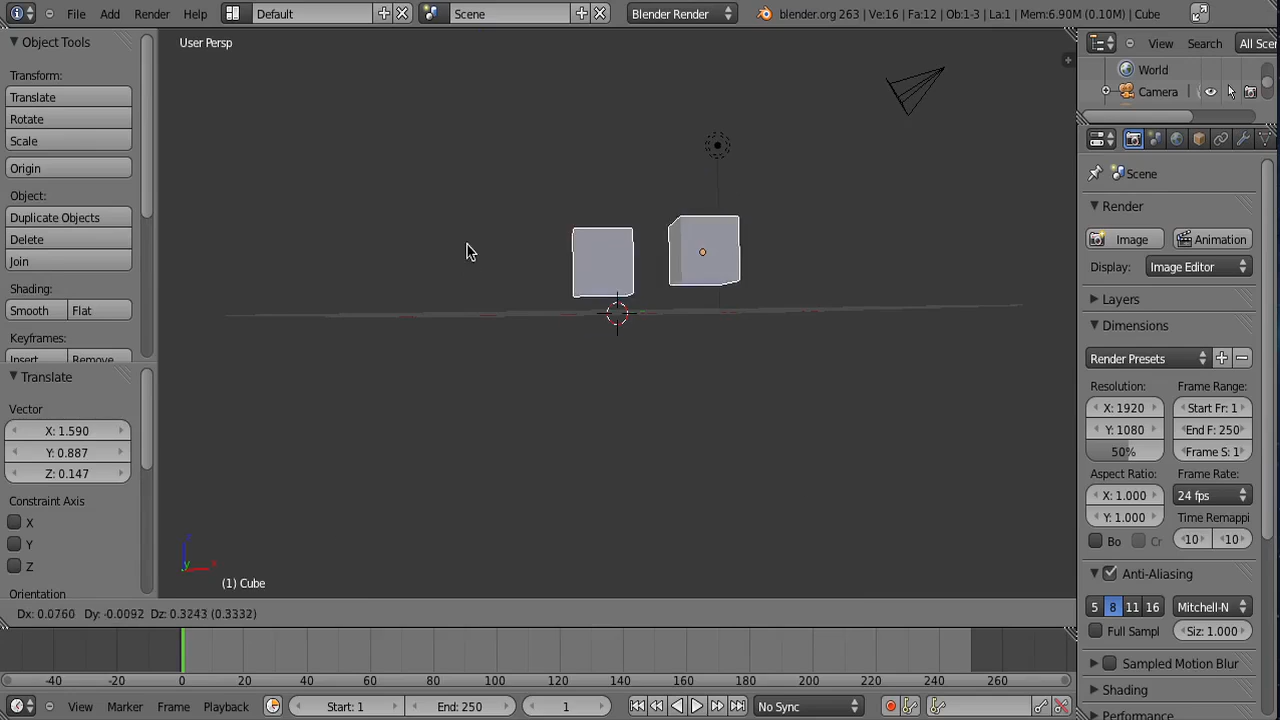 File Add Render Help Default Scene Blender Render blender.org 263 | Ve:16 | Fa:12 | Ob:1-3 | La:1 | Mem:6.90M (0.10M) | Cube
Object Tools
Transform:
Translate
Rotate
Scale
Origin
Object:
Duplicate Objects
Delete
Join
Shading:
Smooth Flat
Keyframes:
Insert Remove
Translate
Vector
X: 1.590
Y: 0.887
Z: 0.147
Constraint Axis
X
Y
Z
Orientation
User Persp
(1) Cube
Dx: 0.0760 Dy: -0.0092 Dz: 0.3243 (0.3332)
View Search All Scen
World
Camera
Scene
Render
Image Animation
Display: Image Editor
Layers
Dimensions
Render Presets
Resolution: Frame Range:
X: 1920 Start Fr: 1
Y: 1080 End F: 250
50% Frame S: 1
Aspect Ratio: Frame Rate:
X: 1.000 24 fps
Y: 1.000 Time Remappi
Bo Cr 10 10
Anti-Aliasing
5 8 11 16 Mitchell-N
Full Sampl Siz: 1.000
Sampled Motion Blur
Shading
Performance
-40 -20 0 20 40 60 80 100 120 140 160 180 200 220 240 260
View Marker Frame Playback Start: 1 End: 250 1 No Sync